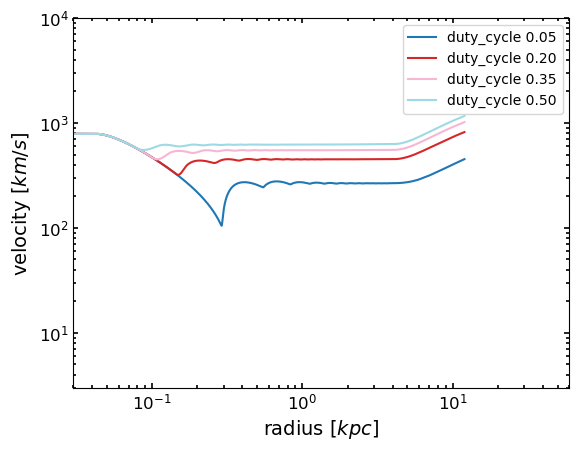 10^4
10^3
10^2
10^1
velocity [km/s]
duty_cycle 0.05
duty_cycle 0.20
duty_cycle 0.35
duty_cycle 0.50
10^-1
10^0
10^1
radius [kpc]